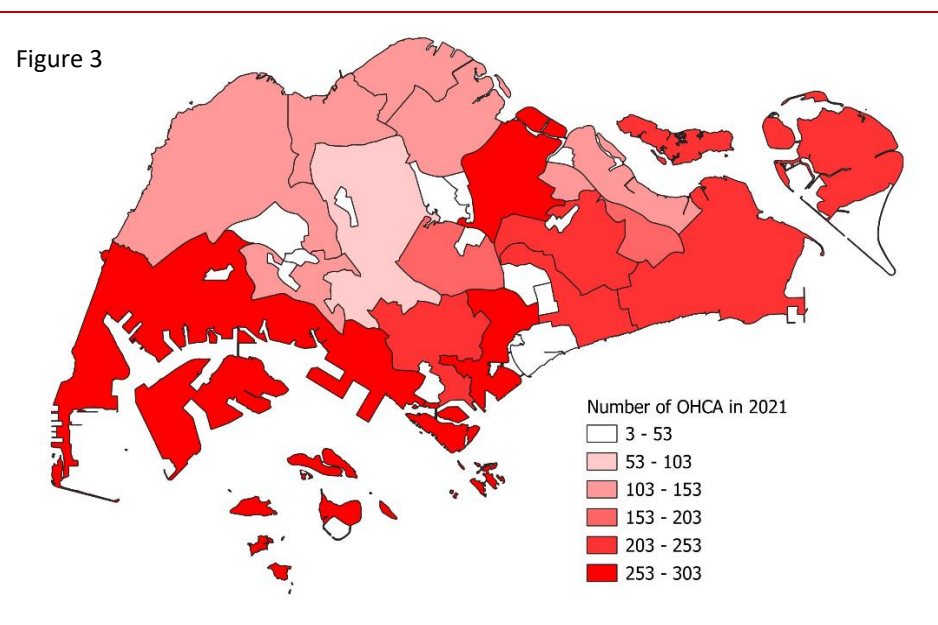 Figure 3
Number of OHCA in 2021
3 - 53
53 - 103
103 - 153
153 - 203
203 - 253
253 - 303